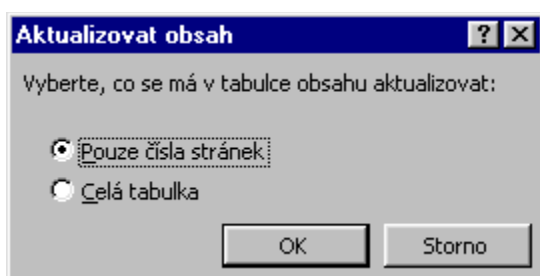 Aktualizovat obsah
Vyberte, co se má v tabulce obsahu aktualizovat:
Pouze čísla stránek
Celá tabulka
OK Storno